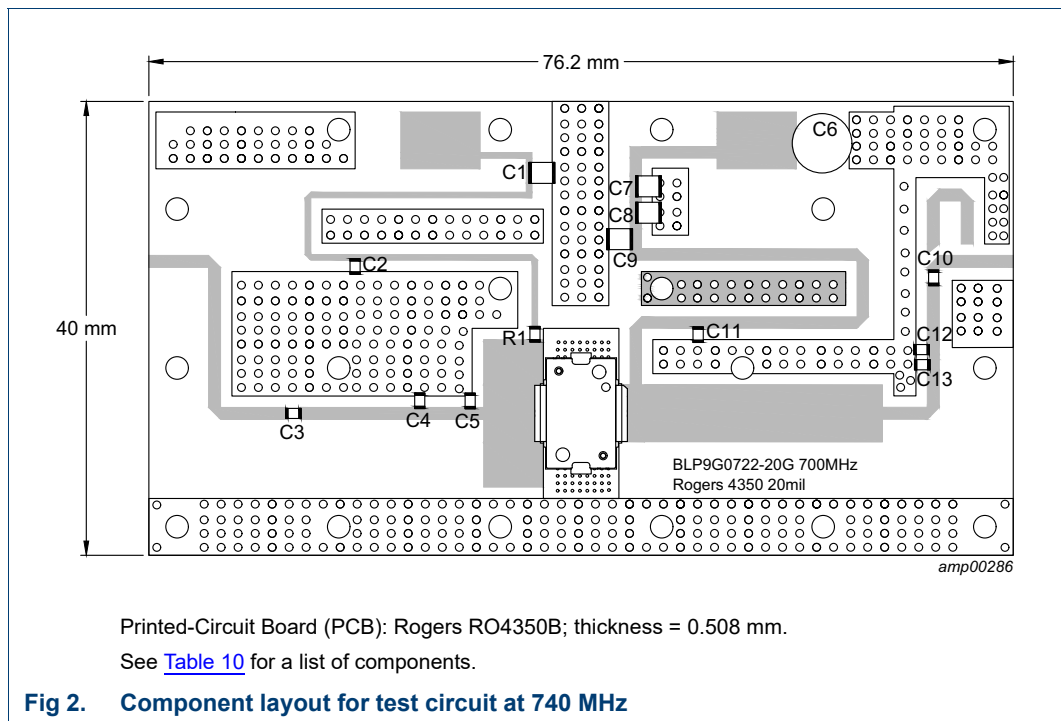 76.2 mm
C6
C1
C7
C8
C9
C2
C10
40 mm
R1
C11
C12
C13
C4
C5
C3
BLP9G0722-20G 700MHz
Rogers 4350 20mil
amp00286
Printed-Circuit Board (PCB): Rogers RO4350B; thickness = 0.508 mm.
See Table 10 for a list of components.
Fig 2. Component layout for test circuit at 740 MHz